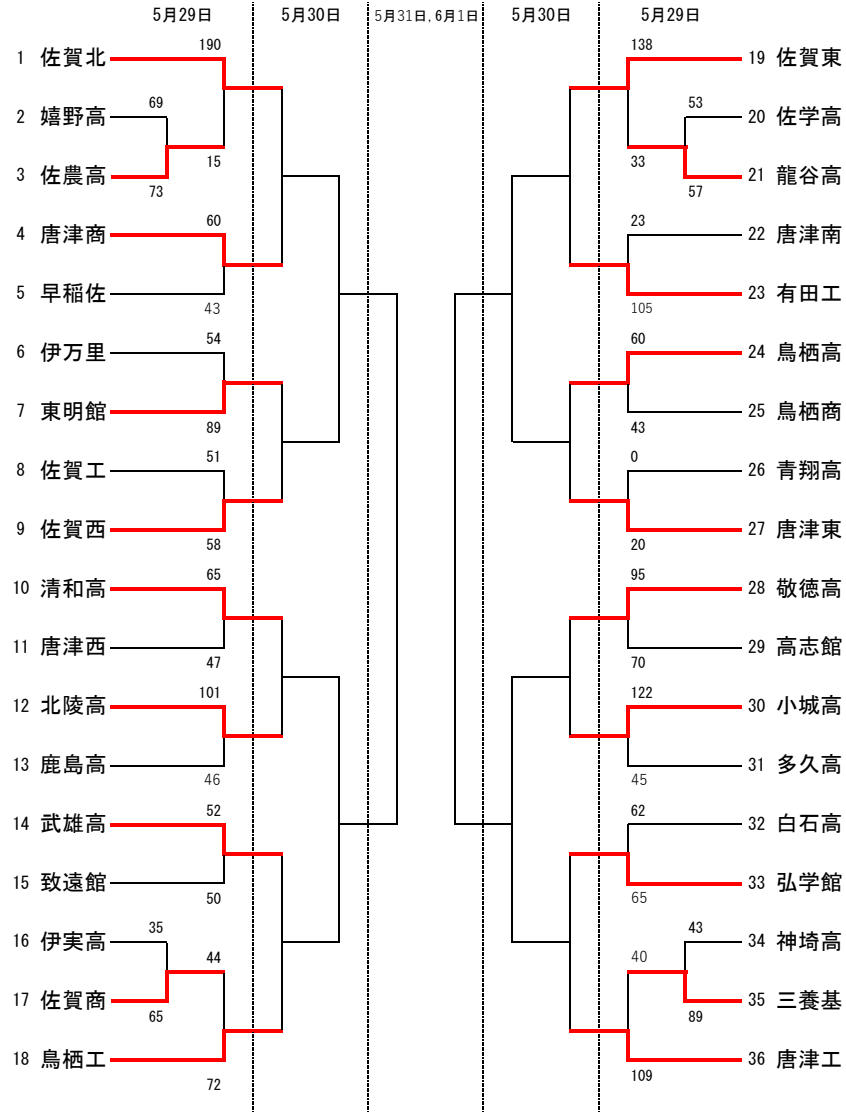 5月29日 5月30日 5月31日,6月1日 5月30日 5月29日
190 138
1 佐賀北 19 佐賀東
69 53
2 嬉野高 20 佐学高
15 33
3 佐農高 21 龍谷高
73 57
60 23
4 唐津商 22 唐津南
5 早稲佐 23 有田工
43 105
54 60
6 伊万里 24 鳥栖高
7 東明館 25 鳥栖商
89 43
51 0
8 佐賀工 26 青翔高
9 佐賀西 27 唐津東
58 20
65 95
10 清和高 28 敬徳高
11 唐津西 29 高志館
47 70
101 122
12 北陵高 30 小城高
13 鹿島高 31 多久高
46 45
52 62
14 武雄高 32 白石高
15 致遠館 33 弘学館
50 65
35 43
16 伊実高 34 神埼高
44 40
17 佐賀商 35 三養基
65 89
18 鳥栖工 36 唐津工
72 109